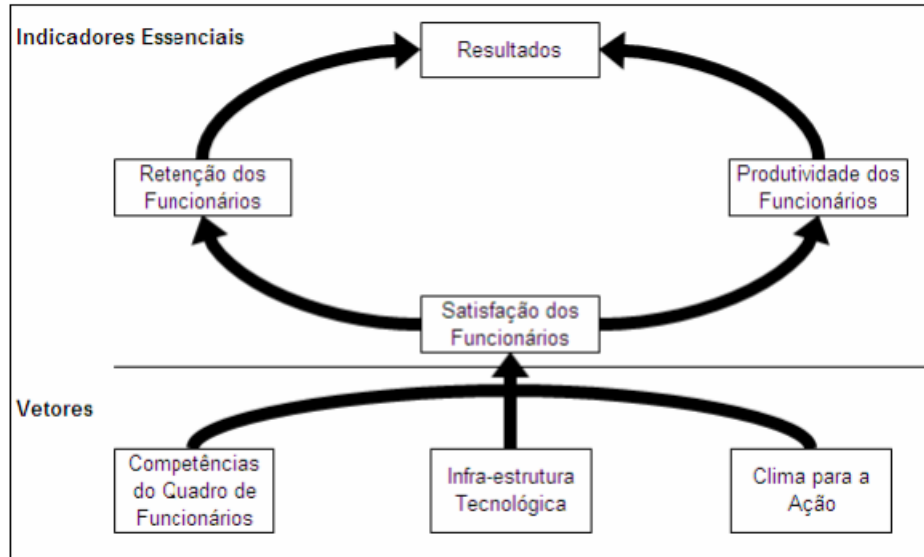 Indicadores Essenciais
Resultados
Retenção dos
Funcionários
Produtividade dos
Funcionários
Satisfação dos
Funcionários
Vetores
Competências
do Quadro de
Funcionários
Infra-estrutura
Tecnológica
Clima para a
Ação